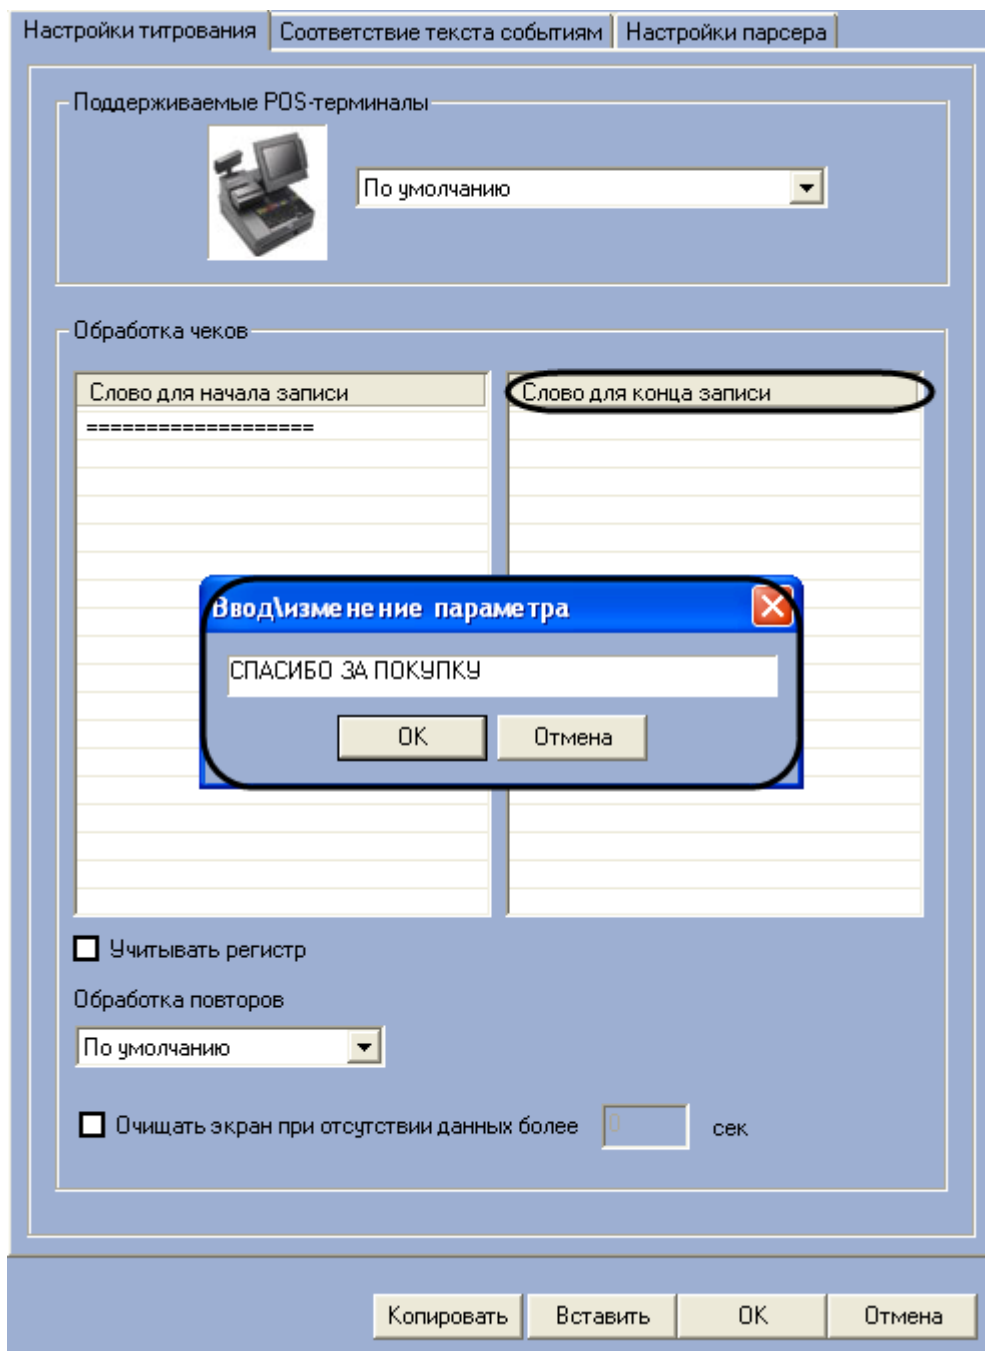 Настройки титрования Соответствие текста событиям Настройки парсера
Поддерживаемые POS-терминалы
По умолчанию
Обработка чеков
Слово для начала записи Слово для конца записи
===================
Ввод\изменение параметра
СПАСИБО ЗА ПОКУПКУ
ОК Отмена
Учитывать регистр
Обработка повторов
По умолчанию
Очищать экран при отсутствии данных более 0 сек
Копировать Вставить ОК Отмена